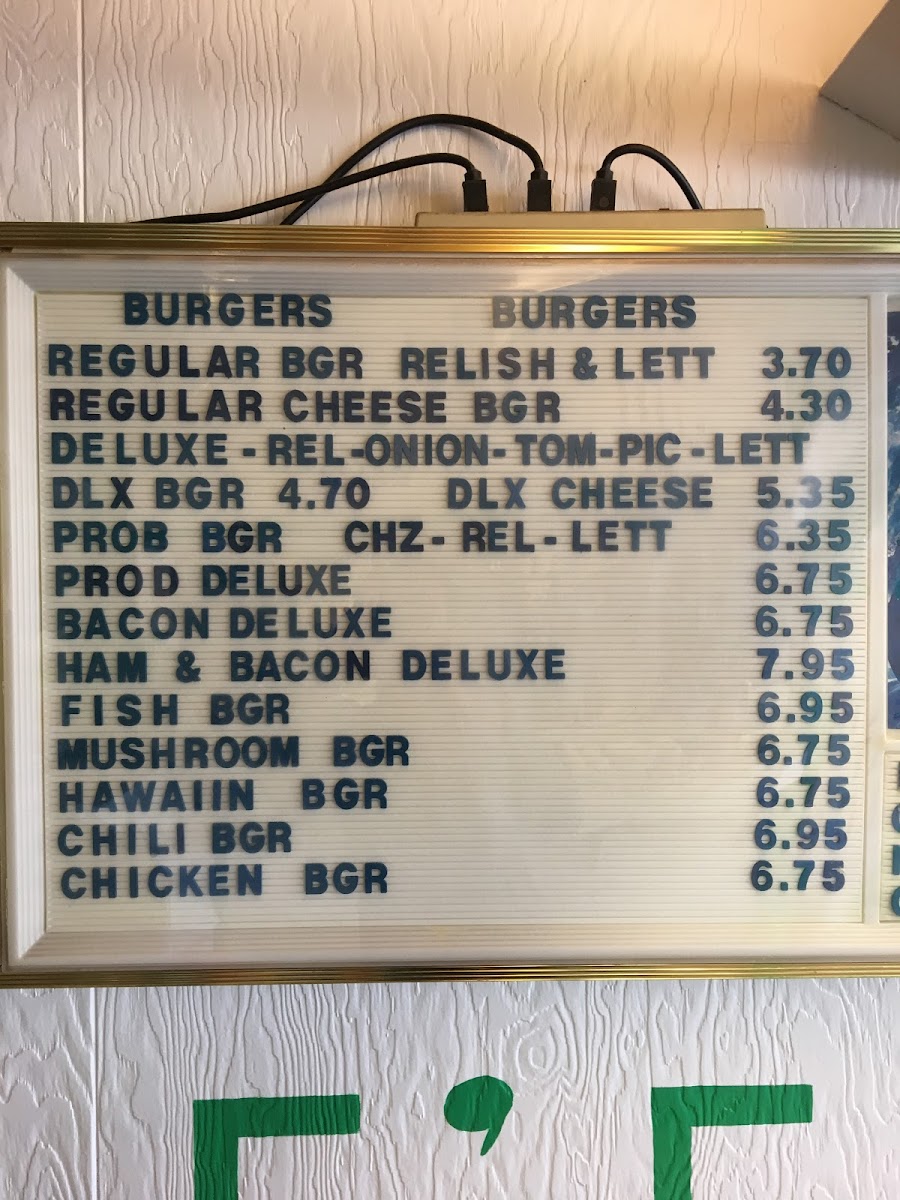 BURGERS BURGERS
REGULAR BGR RELISH & LETT 3.70
REGULAR CHEESE BGR 4.30
DELUXE - REL-ONION-TOM-PIC-LETT
DLX BGR 4.70 DLX CHEESE 5.35
PROB BGR CHZ-REL-LETT 6.35
PROD DELUXE 6.75
BACON DELUXE 6.75
HAM & BACON DELUXE 7.95
FISH BGR 6.95
MUSHROOM BGR 6.75
HAWAIIN BGR 6.75
CHILI BGR 6.95
CHICKEN BGR 6.75